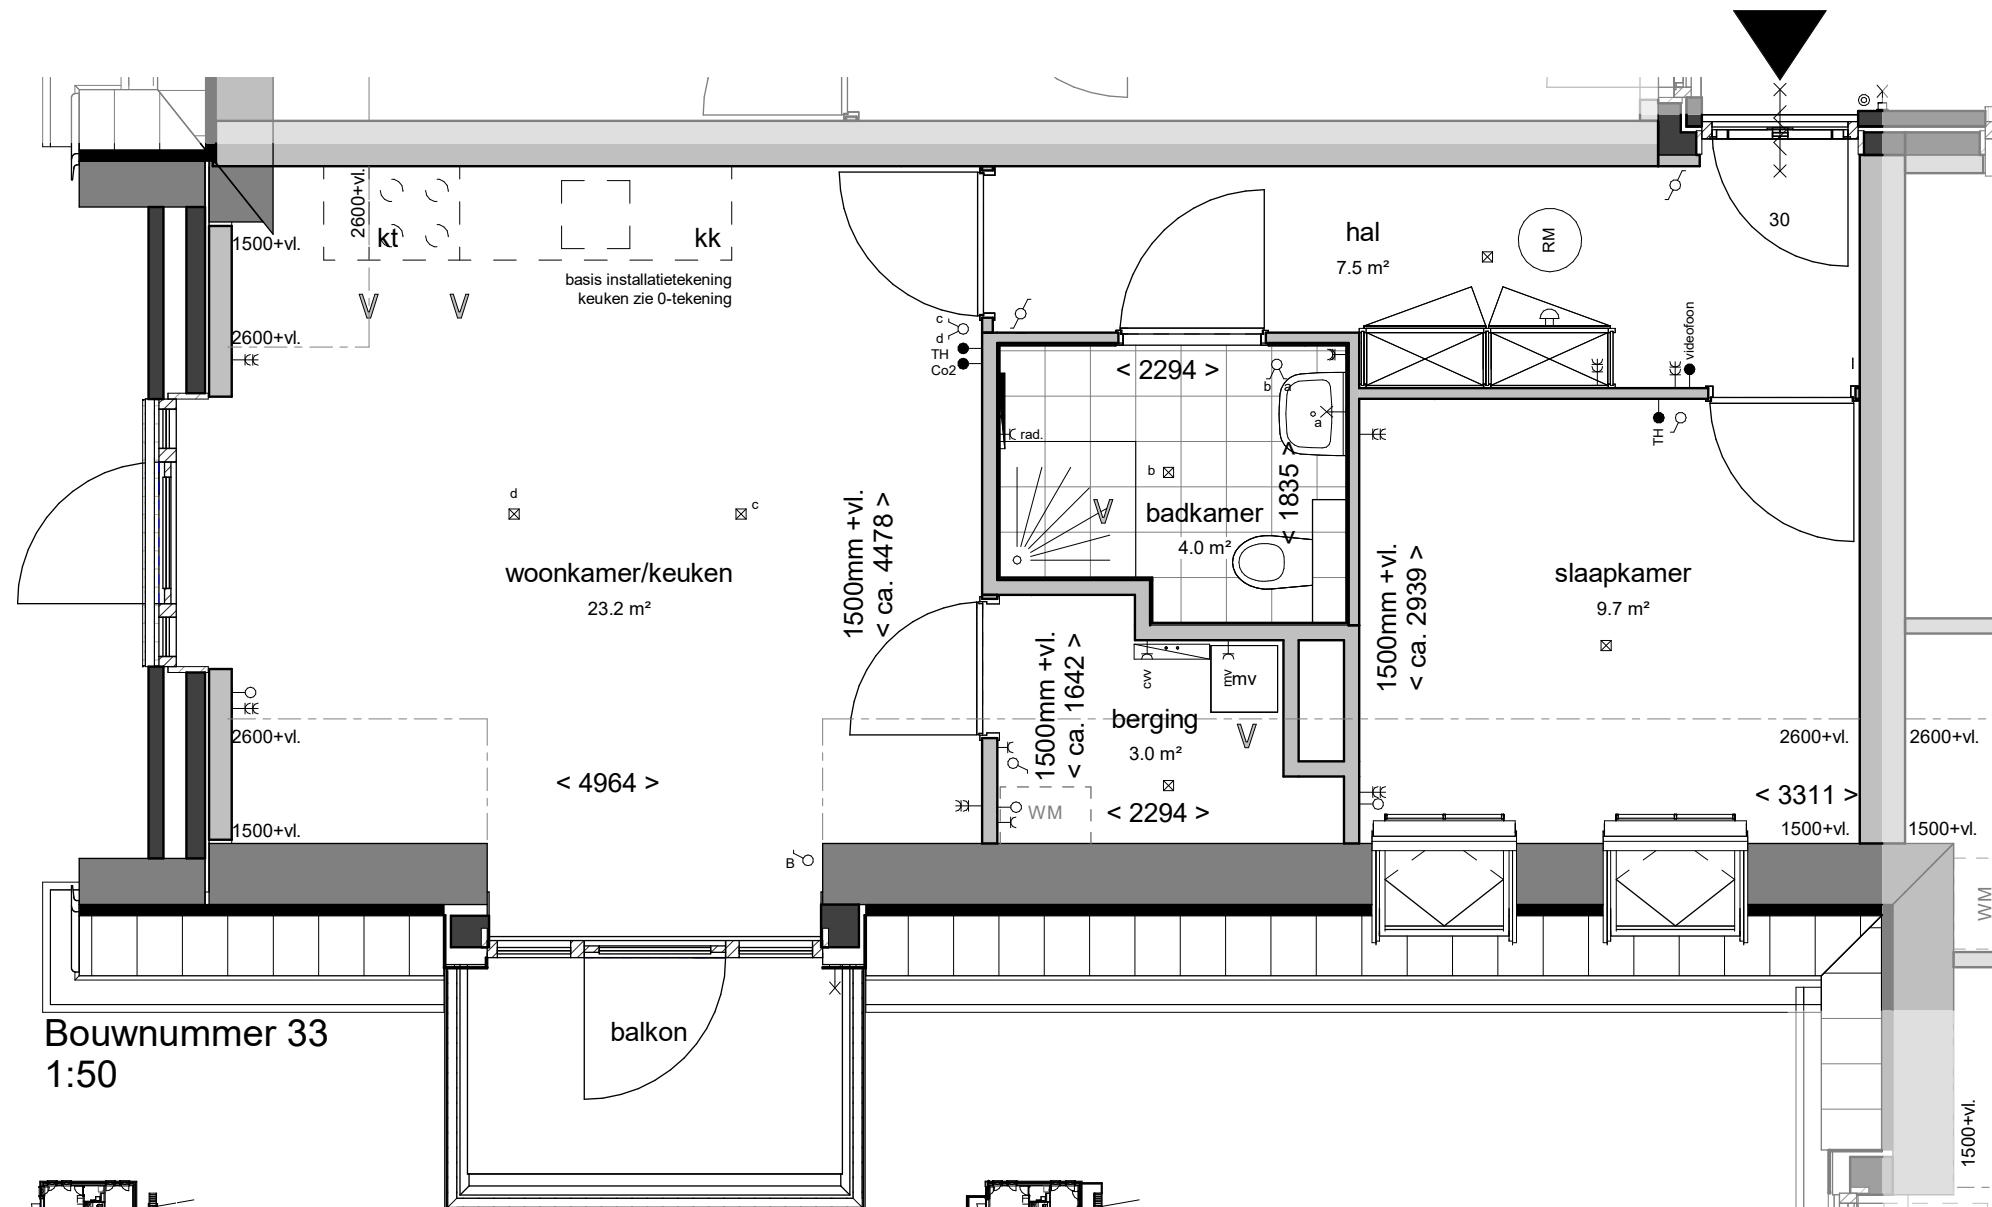 30
hal
7.5 m²
RM
videofoon
2600+vl.
kt
kk
1500+vl.
basis installatietekening
keuken zie 0-tekening
2600+vl.
c
d
TH
Co2
< 2294 >
b
a
a
rad.
b
TH
< 1835 >
badkamer
4.0 m²
d
c
woonkamer/keuken
23.2 m²
1500mm +vl.
< ca. 4478 >
1500mm +vl.
< ca. 2939 >
slaapkamer
9.7 m²
1500mm +vl.
< ca. 1642 >
cvv
mv
mv
berging
3.0 m²
2600+vl.
2600+vl.
2600+vl.
< 4964 >
WM
< 2294 >
< 3311 >
1500+vl.
1500+vl.
1500+vl.
B
WM
Bouwnummer 33
1:50
balkon
1500+vl.